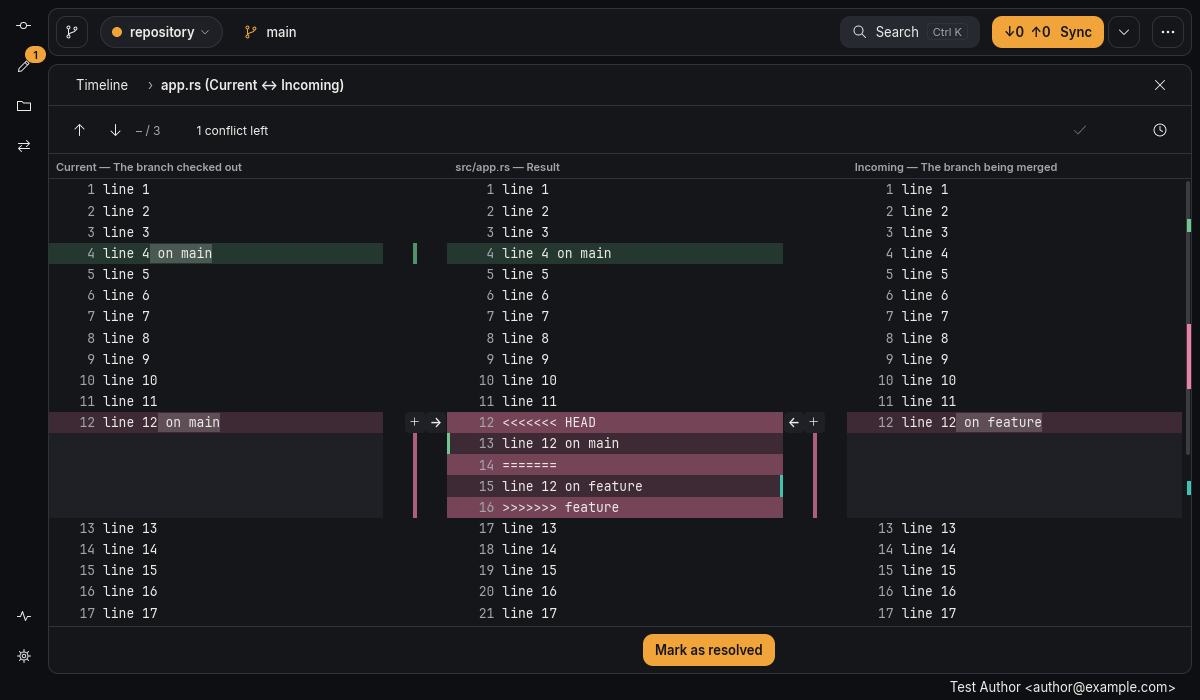 repository
main
Search Ctrl K
↓0 ↑0 Sync
1
Timeline › app.rs (Current ↔ Incoming)
– / 3
1 conflict left
Current — The branch checked out
src/app.rs — Result
Incoming — The branch being merged
1 line 1 1 line 1 1 line 1
2 line 2 2 line 2 2 line 2
3 line 3 3 line 3 3 line 3
4 line 4 on main 4 line 4 on main 4 line 4
5 line 5 5 line 5 5 line 5
6 line 6 6 line 6 6 line 6
7 line 7 7 line 7 7 line 7
8 line 8 8 line 8 8 line 8
9 line 9 9 line 9 9 line 9
10 line 10 10 line 10 10 line 10
11 line 11 11 line 11 11 line 11
12 line 12 on main + → 12 <<<<<<< HEAD ← + 12 line 12 on feature
13 line 12 on main
14 =======
15 line 12 on feature
16 >>>>>>> feature
13 line 13 17 line 13 13 line 13
14 line 14 18 line 14 14 line 14
15 line 15 19 line 15 15 line 15
16 line 16 20 line 16 16 line 16
17 line 17 21 line 17 17 line 17
Mark as resolved
Test Author <author@example.com>